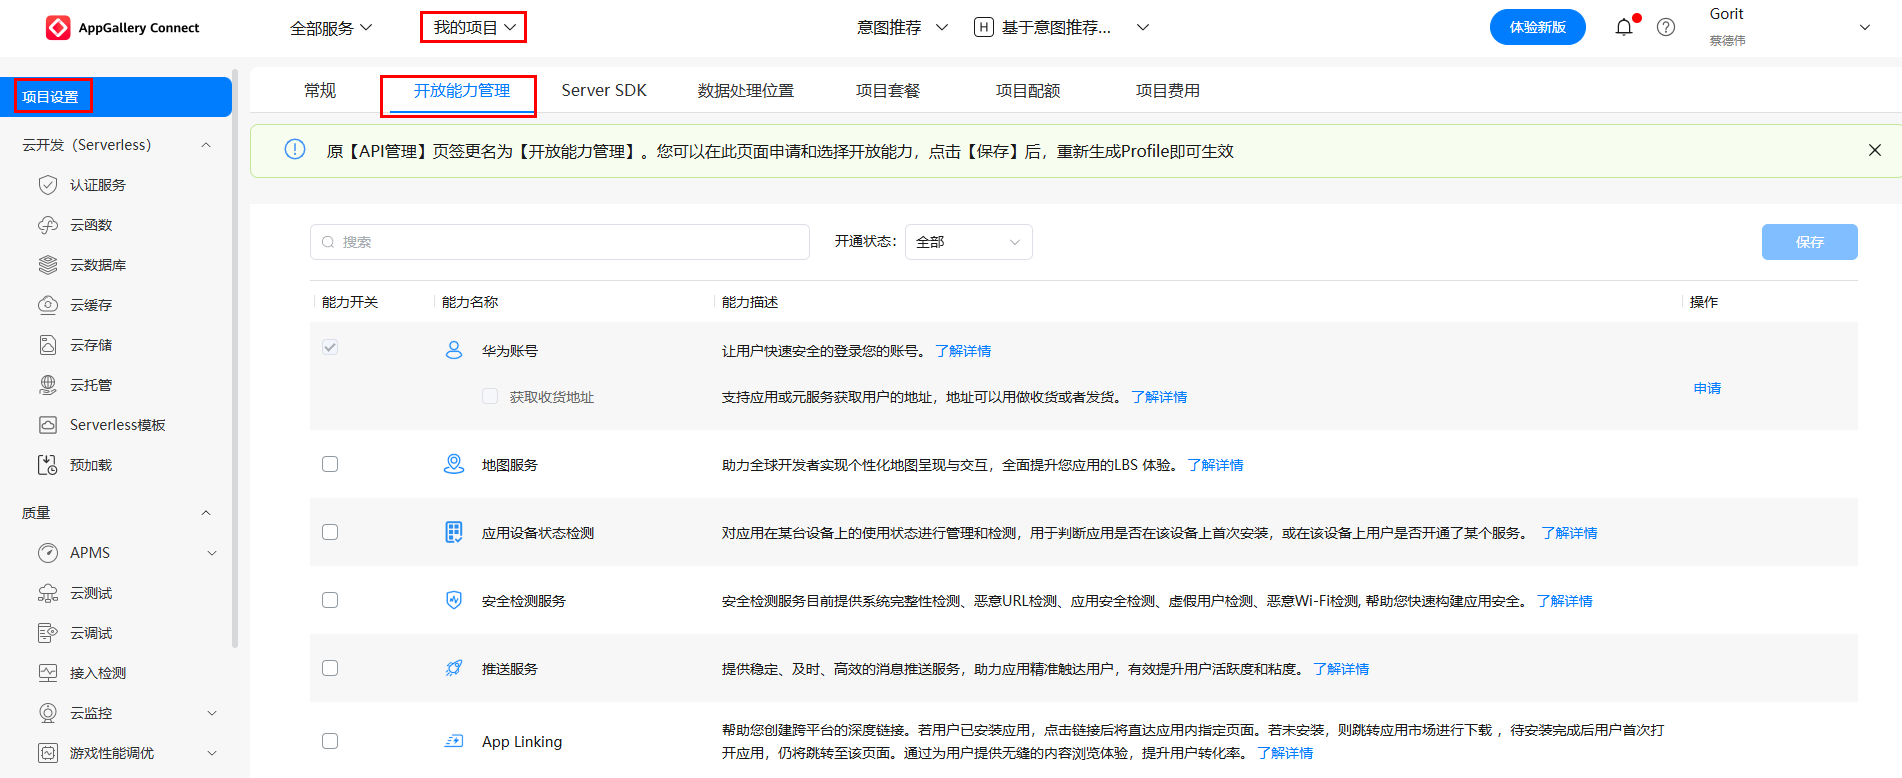 AppGallery Connect
全部服务
我的项目
意图推荐
H 基于意图推荐...
体验新版
Gorit
蔡德伟
项目设置
云开发（Serverless）
认证服务
云函数
云数据库
云缓存
云存储
云托管
Serverless模板
预加载
质量
APMS
云测试
云调试
接入检测
云监控
游戏性能调优
常规
开放能力管理
Server SDK
数据处理位置
项目套餐
项目配额
项目费用
原【API管理】页签更名为【开放能力管理】。您可以在此页面申请和选择开放能力，点击【保存】后，重新生成Profile即可生效
搜索
开通状态：
全部
保存
能力开关
能力名称
能力描述
操作
华为账号
让用户快速安全的登录您的账号。 了解详情
获取收货地址
支持应用或元服务获取用户的地址，地址可以用做收货或者发货。 了解详情
申请
地图服务
助力全球开发者实现个性化地图呈现与交互，全面提升您应用的LBS 体验。 了解详情
应用设备状态检测
对应用在某台设备上的使用状态进行管理和检测，用于判断应用是否在该设备上首次安装，或在该设备上用户是否开通了某个服务。 了解详情
安全检测服务
安全检测服务目前提供系统完整性检测、恶意URL检测、应用安全检测、虚假用户检测、恶意Wi-Fi检测, 帮助您快速构建应用安全。 了解详情
推送服务
提供稳定、及时、高效的消息推送服务，助力应用精准触达用户，有效提升用户活跃度和粘度。 了解详情
App Linking
帮助您创建跨平台的深度链接。若用户已安装应用，点击链接后将直达应用内指定页面。若未安装，则跳转应用市场进行下载 ，待安装完成后用户首次打
开应用，仍将跳转至该页面。通过为用户提供无缝的内容浏览体验，提升用户转化率。 了解详情